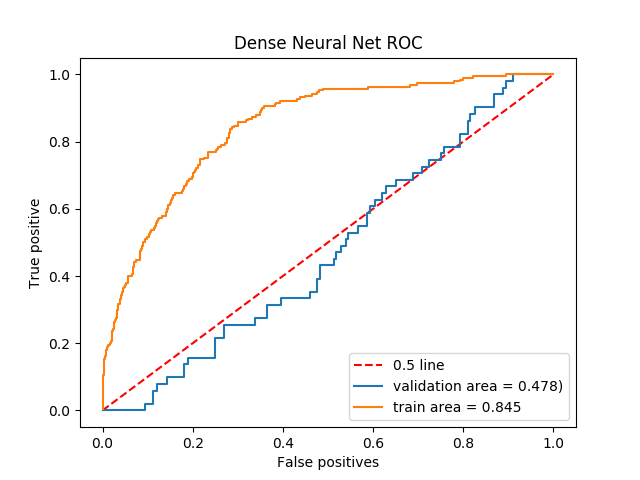 Dense Neural Net ROC
True positive
1.0
0.8
0.6
0.4
0.2
0.0
0.5 line
validation area = 0.478)
train area = 0.845
0.0 0.2 0.4 0.6 0.8 1.0
False positives